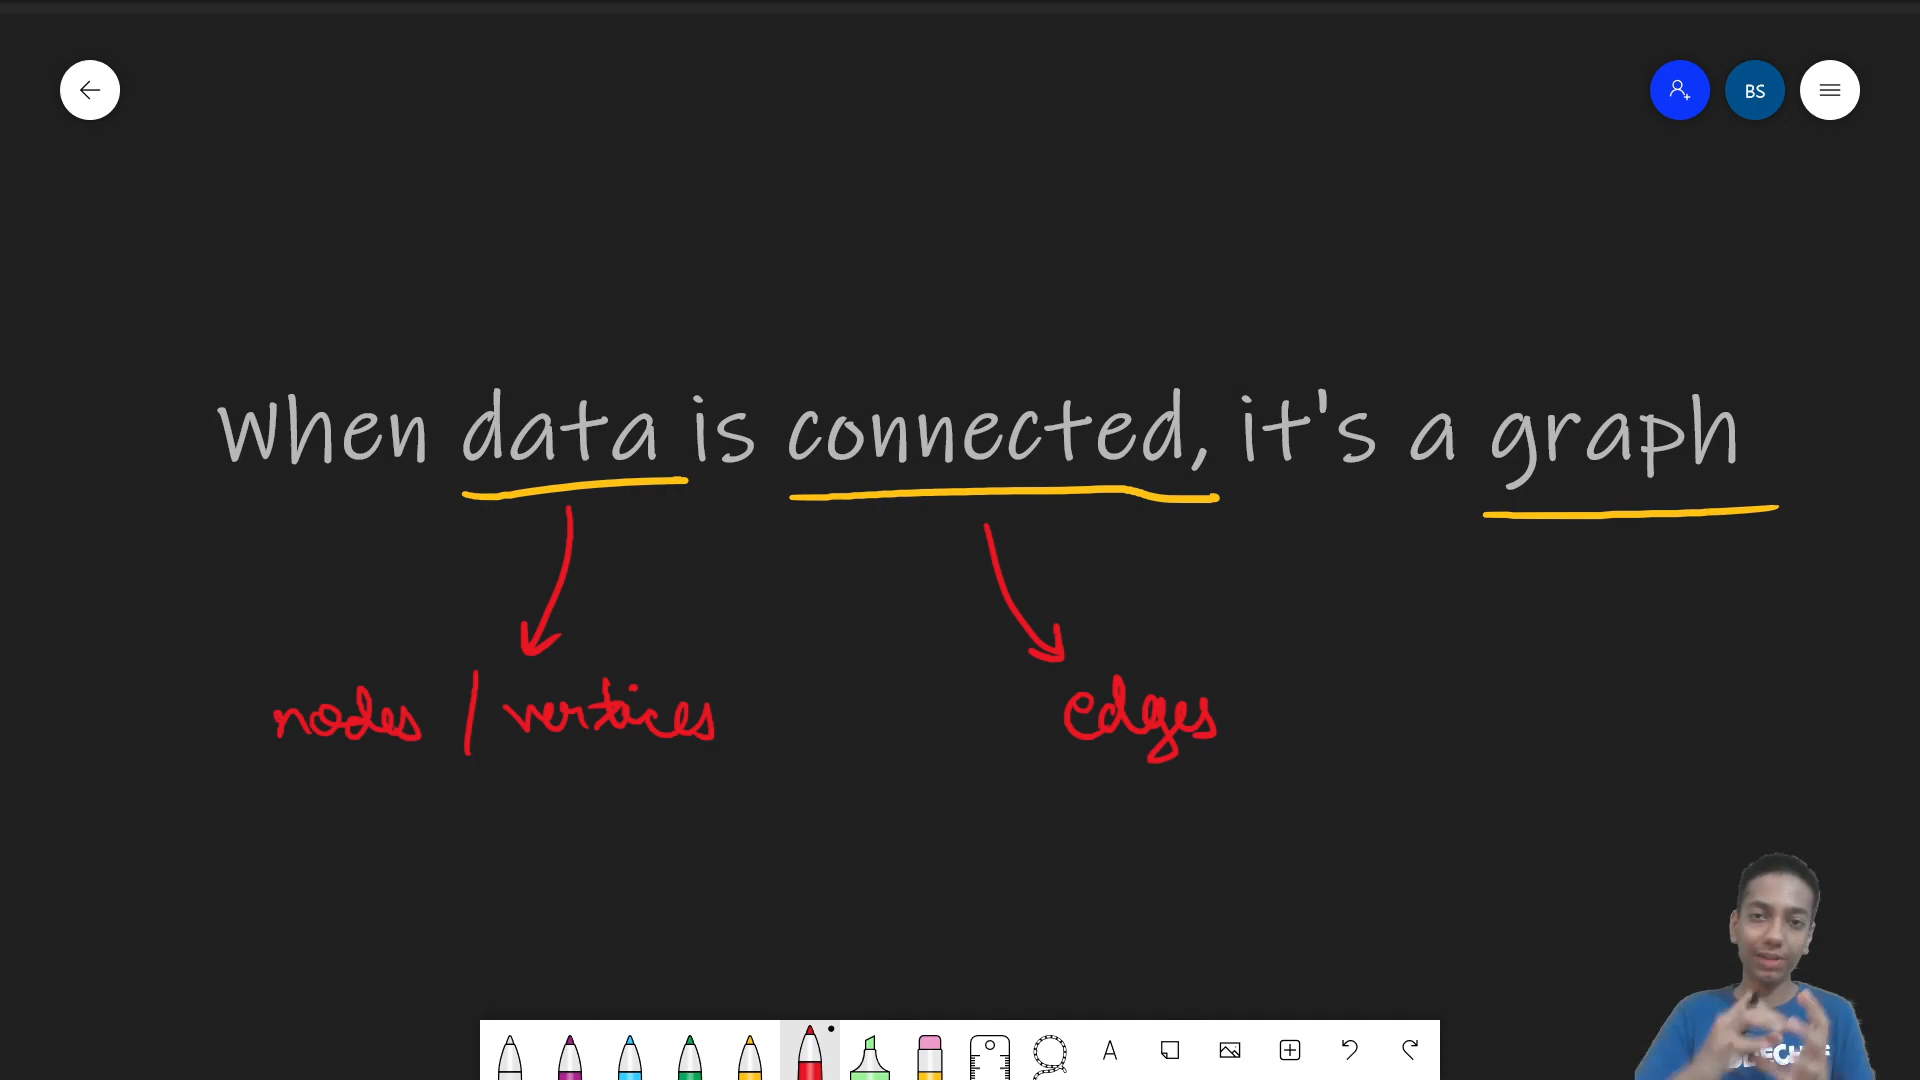 BS
When data is connected, it's a graph
nodes / vertices edges